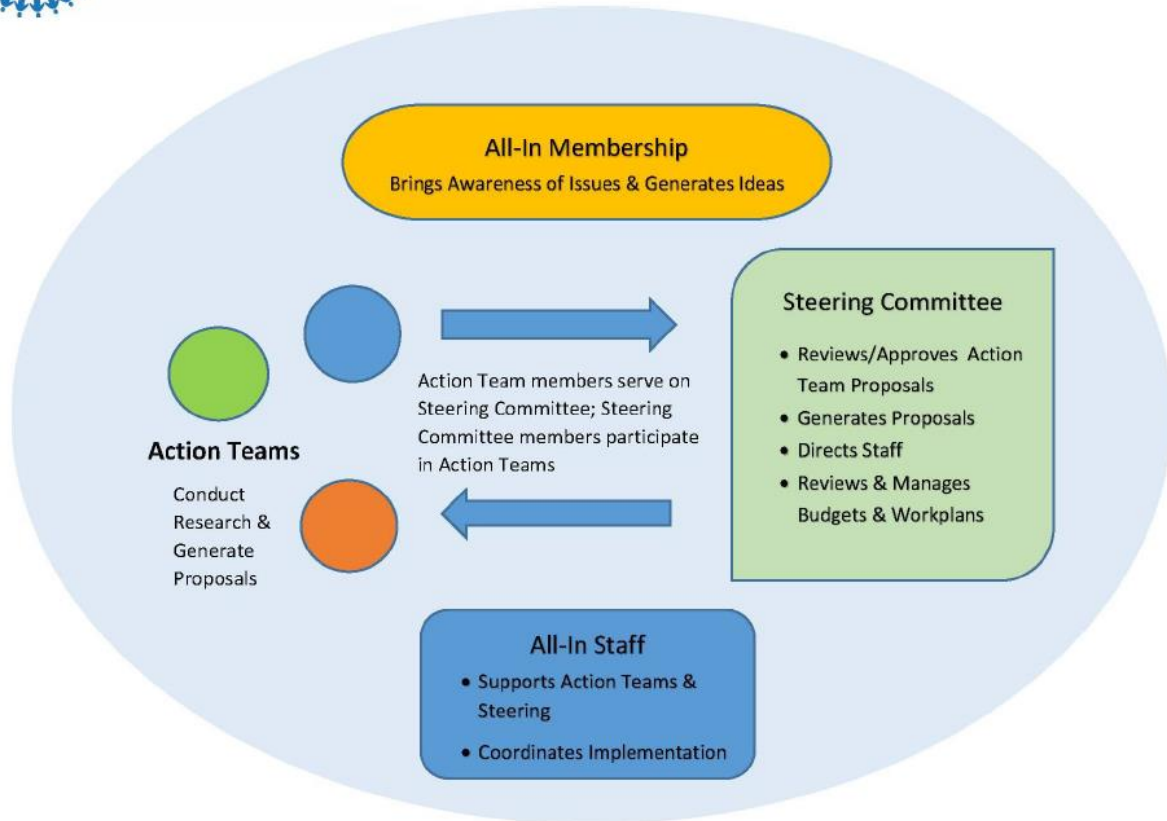 All-In Membership
Brings Awareness of Issues & Generates Ideas
Action Teams
Conduct
Research &
Generate
Proposals
Action Team members serve on
Steering Committee; Steering
Committee members participate
in Action Teams
Steering Committee
• Reviews/Approves Action
Team Proposals
• Generates Proposals
• Directs Staff
• Reviews & Manages
Budgets & Workplans
All-In Staff
• Supports Action Teams &
Steering
• Coordinates Implementation